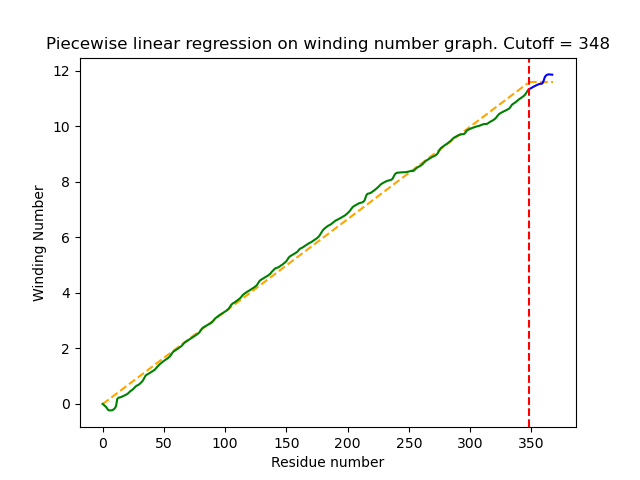 Piecewise linear regression on winding number graph. Cutoff = 348
12
10
8
6
4
2
0
Winding Number
0 50 100 150 200 250 300 350
Residue number